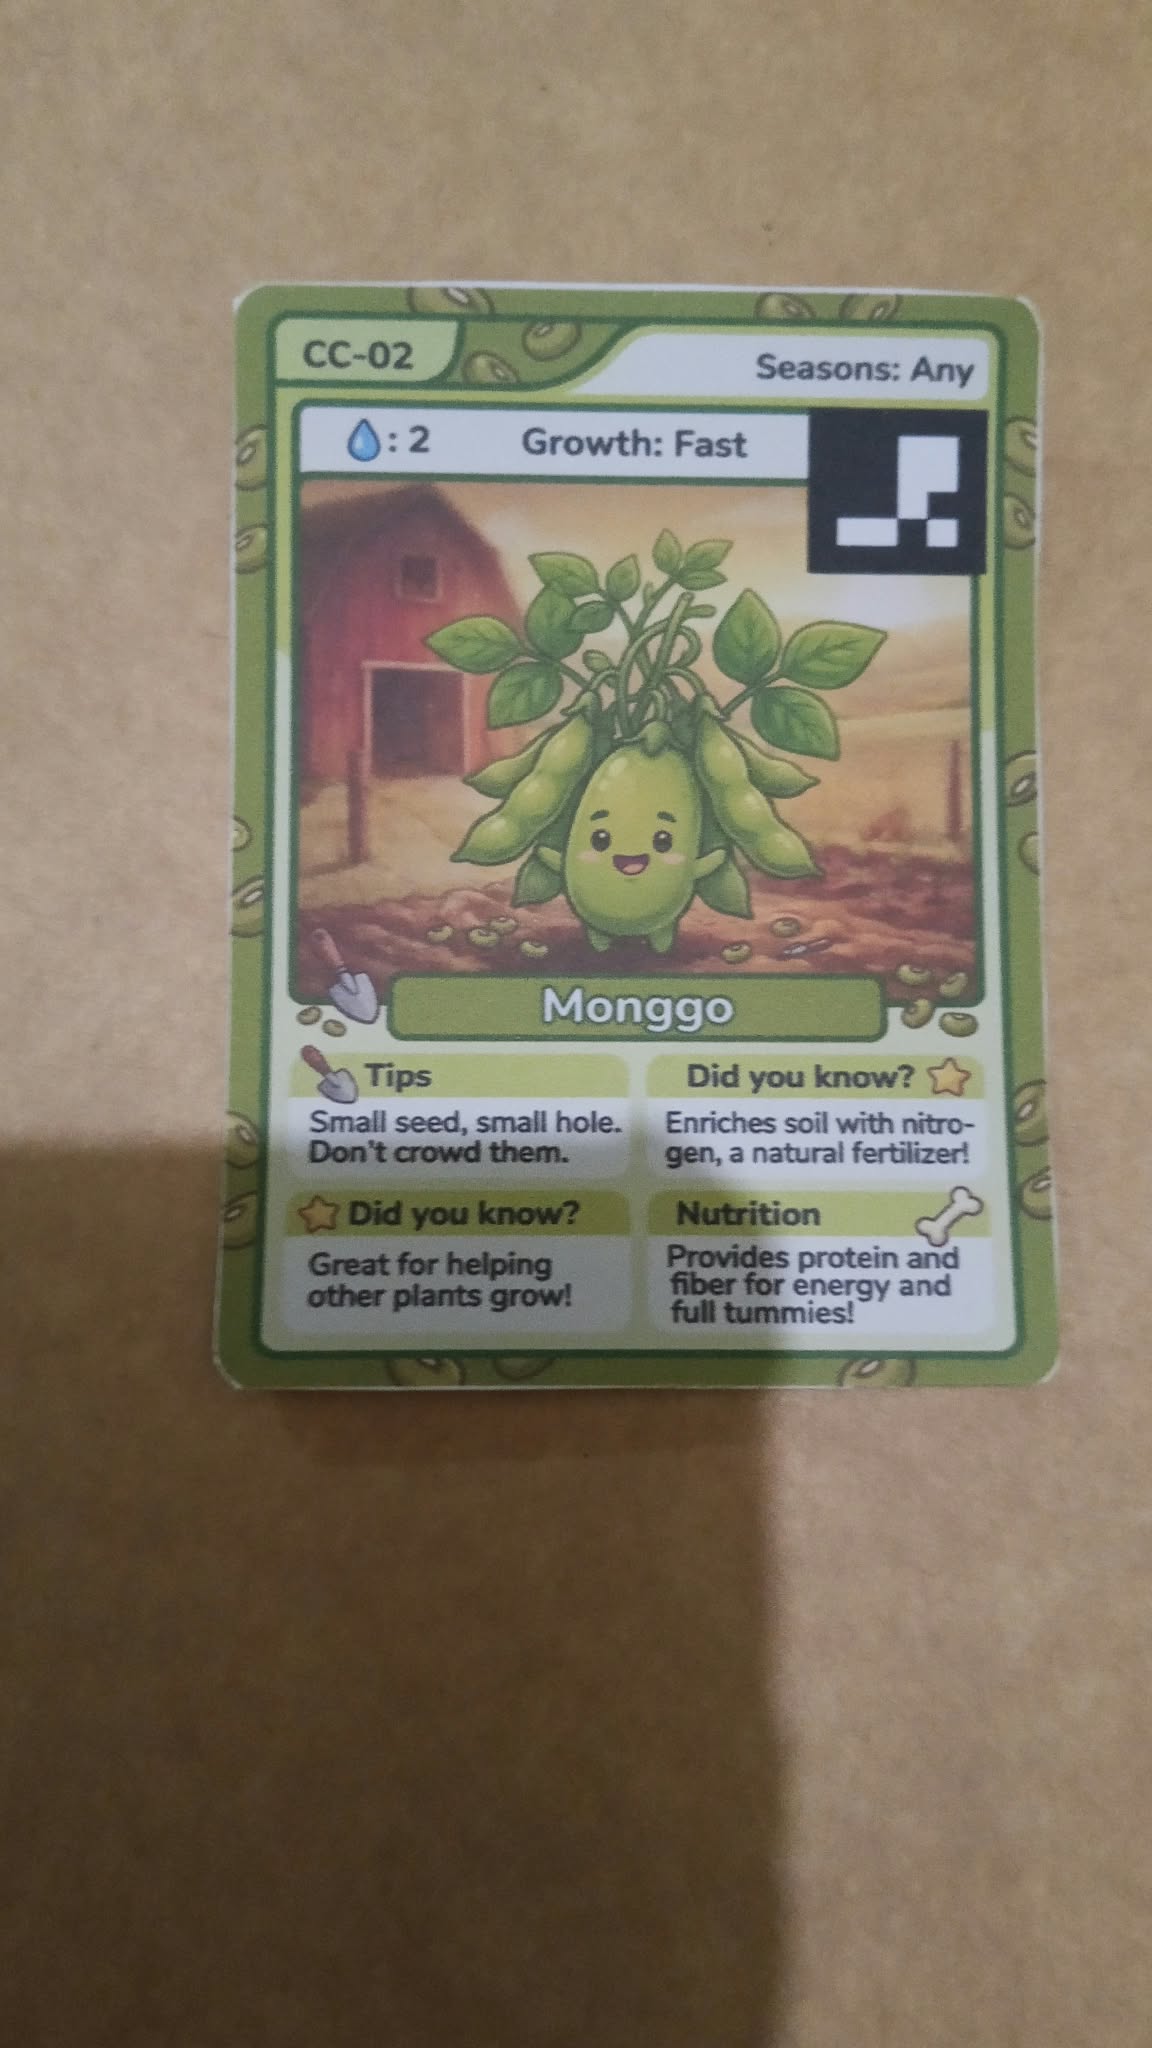 CC-02
Seasons: Any
: 2
Growth: Fast
Monggo
Tips
Small seed, small hole.
Don't crowd them.
Did you know?
Enriches soil with nitro-
gen, a natural fertilizer!
Did you know?
Great for helping
other plants grow!
Nutrition
Provides protein and
fiber for energy and
full tummies!